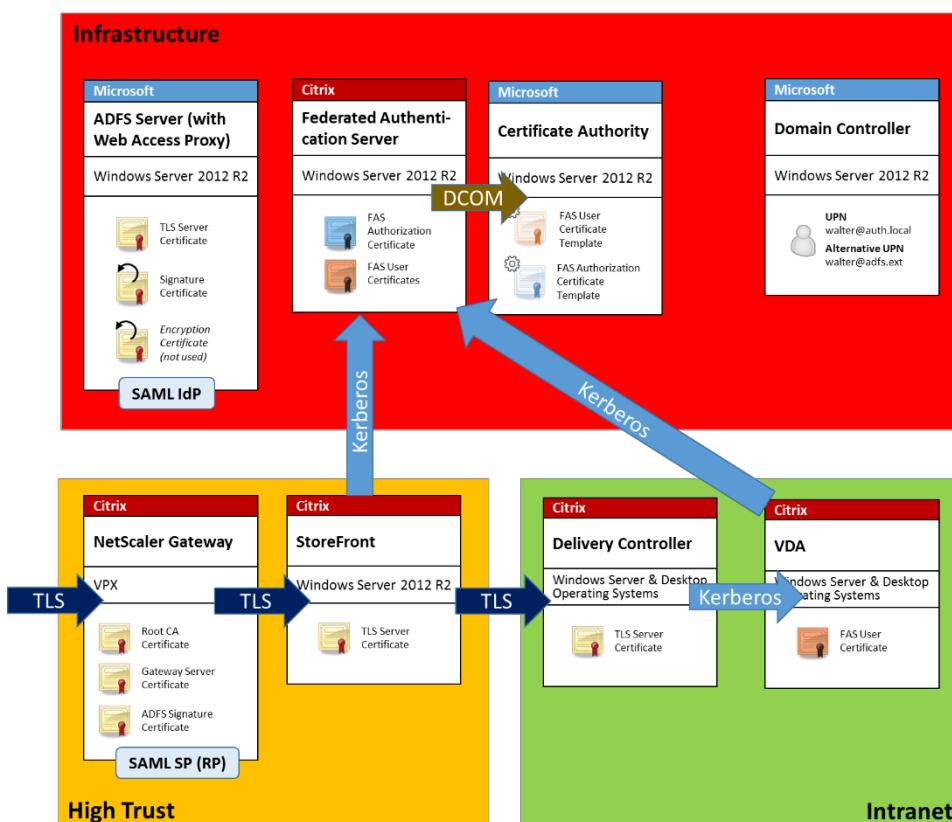 Infrastructure
Microsoft
ADFS Server (with
Web Access Proxy)
Windows Server 2012 R2
TLS Server
Certificate
Signature
Certificate
Encryption
Certificate
(not used)
SAML IdP
Citrix
Federated Authenti-
cation Server
Windows Server 2012 R2
FAS
Authorization
Certificate
FAS User
Certificates
DCOM
Microsoft
Certificate Authority
Windows Server 2012 R2
FAS User
Certificate
Template
FAS Authorization
Certificate
Template
Microsoft
Domain Controller
Windows Server 2012 R2
UPN
walter@auth.local
Alternative UPN
walter@adfs.ext
Kerberos
Kerberos
Citrix
NetScaler Gateway
VPX
TLS
Root CA
Certificate
Gateway Server
Certificate
ADFS Signature
Certificate
SAML SP (RP)
TLS
Citrix
StoreFront
Windows Server 2012 R2
TLS Server
Certificate
High Trust
TLS
Citrix
Delivery Controller
Windows Server & Desktop
Operating Systems
TLS Server
Certificate
Kerberos
Citrix
VDA
Windows Server & Desktop
Operating Systems
FAS User
Certificate
Intranet